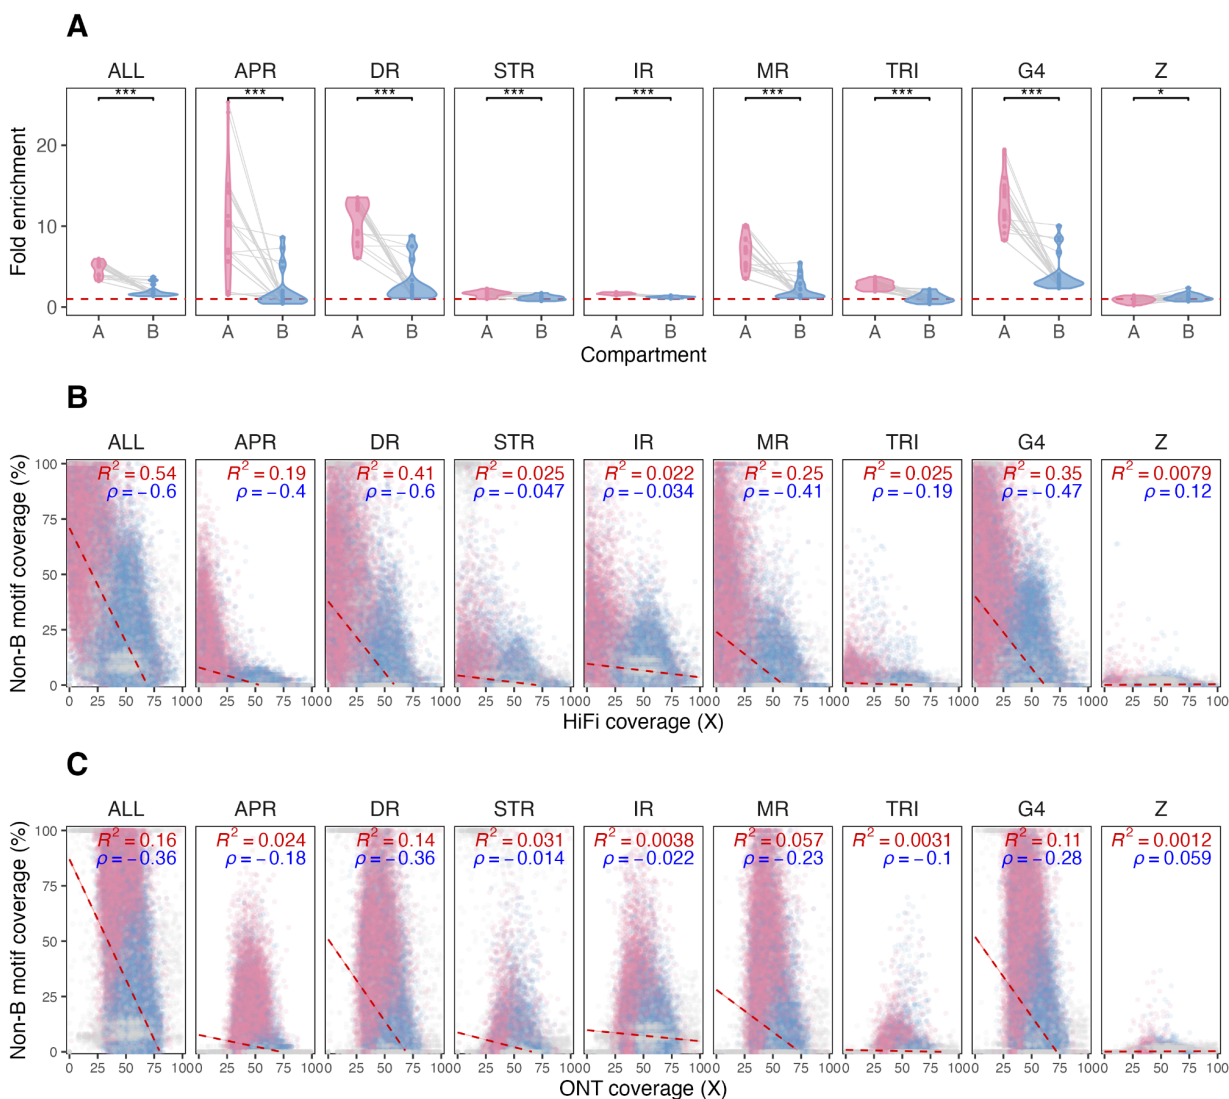 A
ALL APR DR STR IR MR TRI G4 Z
*** *** *** *** *** *** *** *** *
Fold enrichment
20
10
0
A B A B A B A B A B A B A B A B A B
Compartment
B
ALL APR DR STR IR MR TRI G4 Z
Non-B motif coverage (%)
100
75
50
25
0
R² = 0.54 R² = 0.19 R² = 0.41 R² = 0.025 R² = 0.022 R² = 0.25 R² = 0.025 R² = 0.35 R² = 0.0079
ρ = −0.6 ρ = −0.4 ρ = −0.6 ρ = −0.047 ρ = −0.034 ρ = −0.41 ρ = −0.19 ρ = −0.47 ρ = 0.12
0 25 50 75 100 0 25 50 75 100 0 25 50 75 100 0 25 50 75 100 0 25 50 75 100 0 25 50 75 100 0 25 50 75 100 0 25 50 75 100 0 25 50 75 100
HiFi coverage (X)
C
ALL APR DR STR IR MR TRI G4 Z
Non-B motif coverage (%)
100
75
50
25
0
R² = 0.16 R² = 0.024 R² = 0.14 R² = 0.031 R² = 0.0038 R² = 0.057 R² = 0.0031 R² = 0.11 R² = 0.0012
ρ = −0.36 ρ = −0.18 ρ = −0.36 ρ = −0.014 ρ = −0.022 ρ = −0.23 ρ = −0.1 ρ = −0.28 ρ = 0.059
0 25 50 75 100 0 25 50 75 100 0 25 50 75 100 0 25 50 75 100 0 25 50 75 100 0 25 50 75 100 0 25 50 75 100 0 25 50 75 100 0 25 50 75 100
ONT coverage (X)